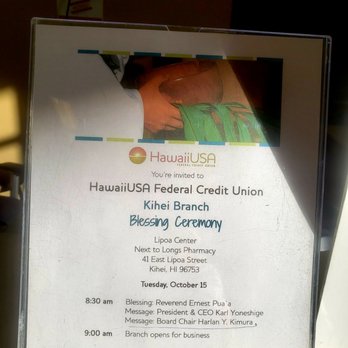 HawaiiUSA
FEDERAL CREDIT UNION
You're invited to
HawaiiUSA Federal Credit Union
Kihei Branch
Blessing Ceremony
Lipoa Center
Next to Longs Pharmacy
41 East Lipoa Street
Kihei, HI 96753
Tuesday, October 15
8:30 am Blessing: Reverend Ernest Pua'a
Message: President & CEO Karl Yoneshige
Message: Board Chair Harlan Y. Kimura
9:00 am Branch opens for business